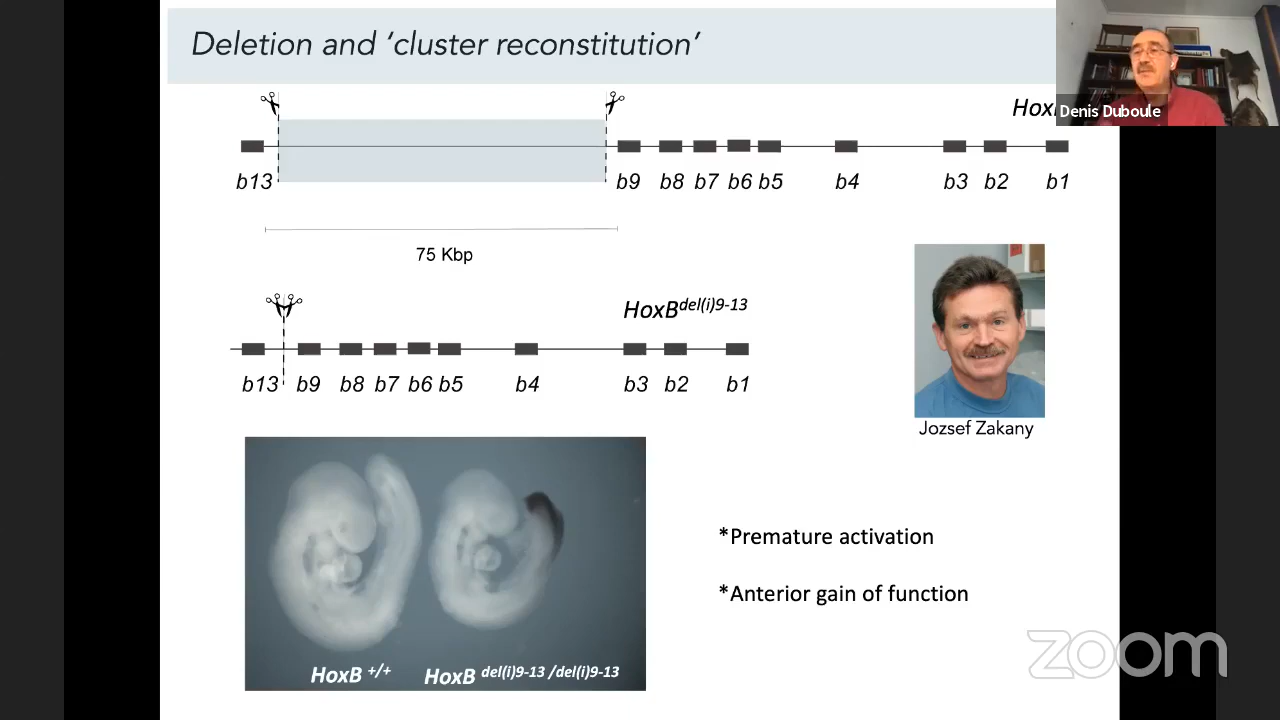 Deletion and ‘cluster reconstitution’
Denis Duboule
Hox
b13 b9 b8 b7 b6 b5 b4 b3 b2 b1
75 Kbp
HoxBdel(i)9-13
b13 b9 b8 b7 b6 b5 b4 b3 b2 b1
Jozsef Zakany
*Premature activation
*Anterior gain of function
HoxB +/+ HoxB del(i)9-13 /del(i)9-13
zoom